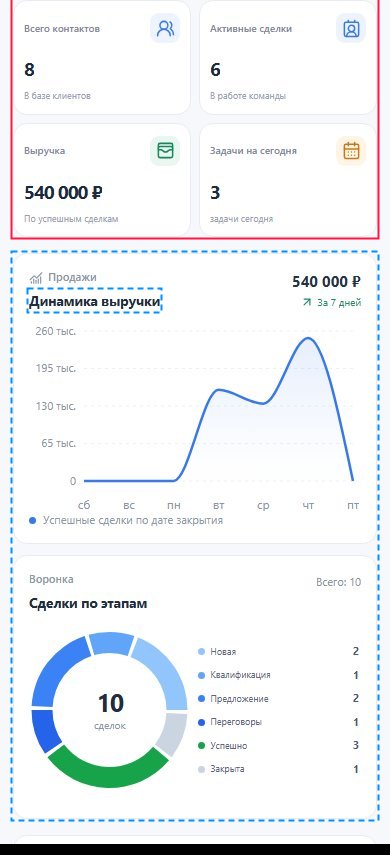 Всего контактов
8
В базе клиентов
Активные сделки
6
В работе команды
Выручка
540 000 ₽
По успешным сделкам
Задачи на сегодня
3
задачи сегодня
Продажи
Динамика выручки
540 000 ₽
За 7 дней
260 тыс.
195 тыс.
130 тыс.
65 тыс.
0
сб вс пн вт ср чт пт
Успешные сделки по дате закрытия
Воронка
Всего: 10
Сделки по этапам
10
сделок
Новая 2
Квалификация 1
Предложение 2
Переговоры 1
Успешно 3
Закрыта 1